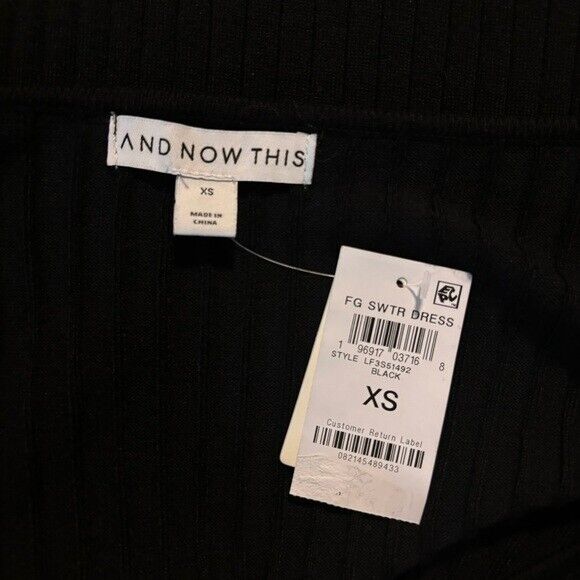 AND NOW THIS
XS
MADE IN
CHINA
FG SWTR DRESS
1 96917 03716 8
STYLE LF3S51492
BLACK
XS
Customer Return Label
082145489433